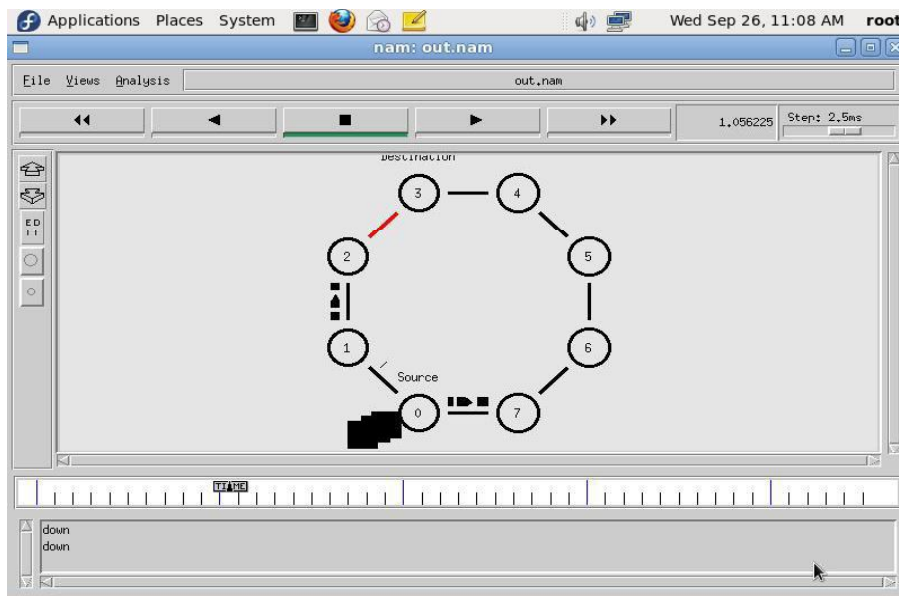 Applications Places System Wed Sep 26, 11:08 AM root
nam: out.nam
File Views Analysis out.nam
1.056225 Step: 2.5ms
Destination
3 4
2 5
1 6
Source
0 7
TIME
down
down